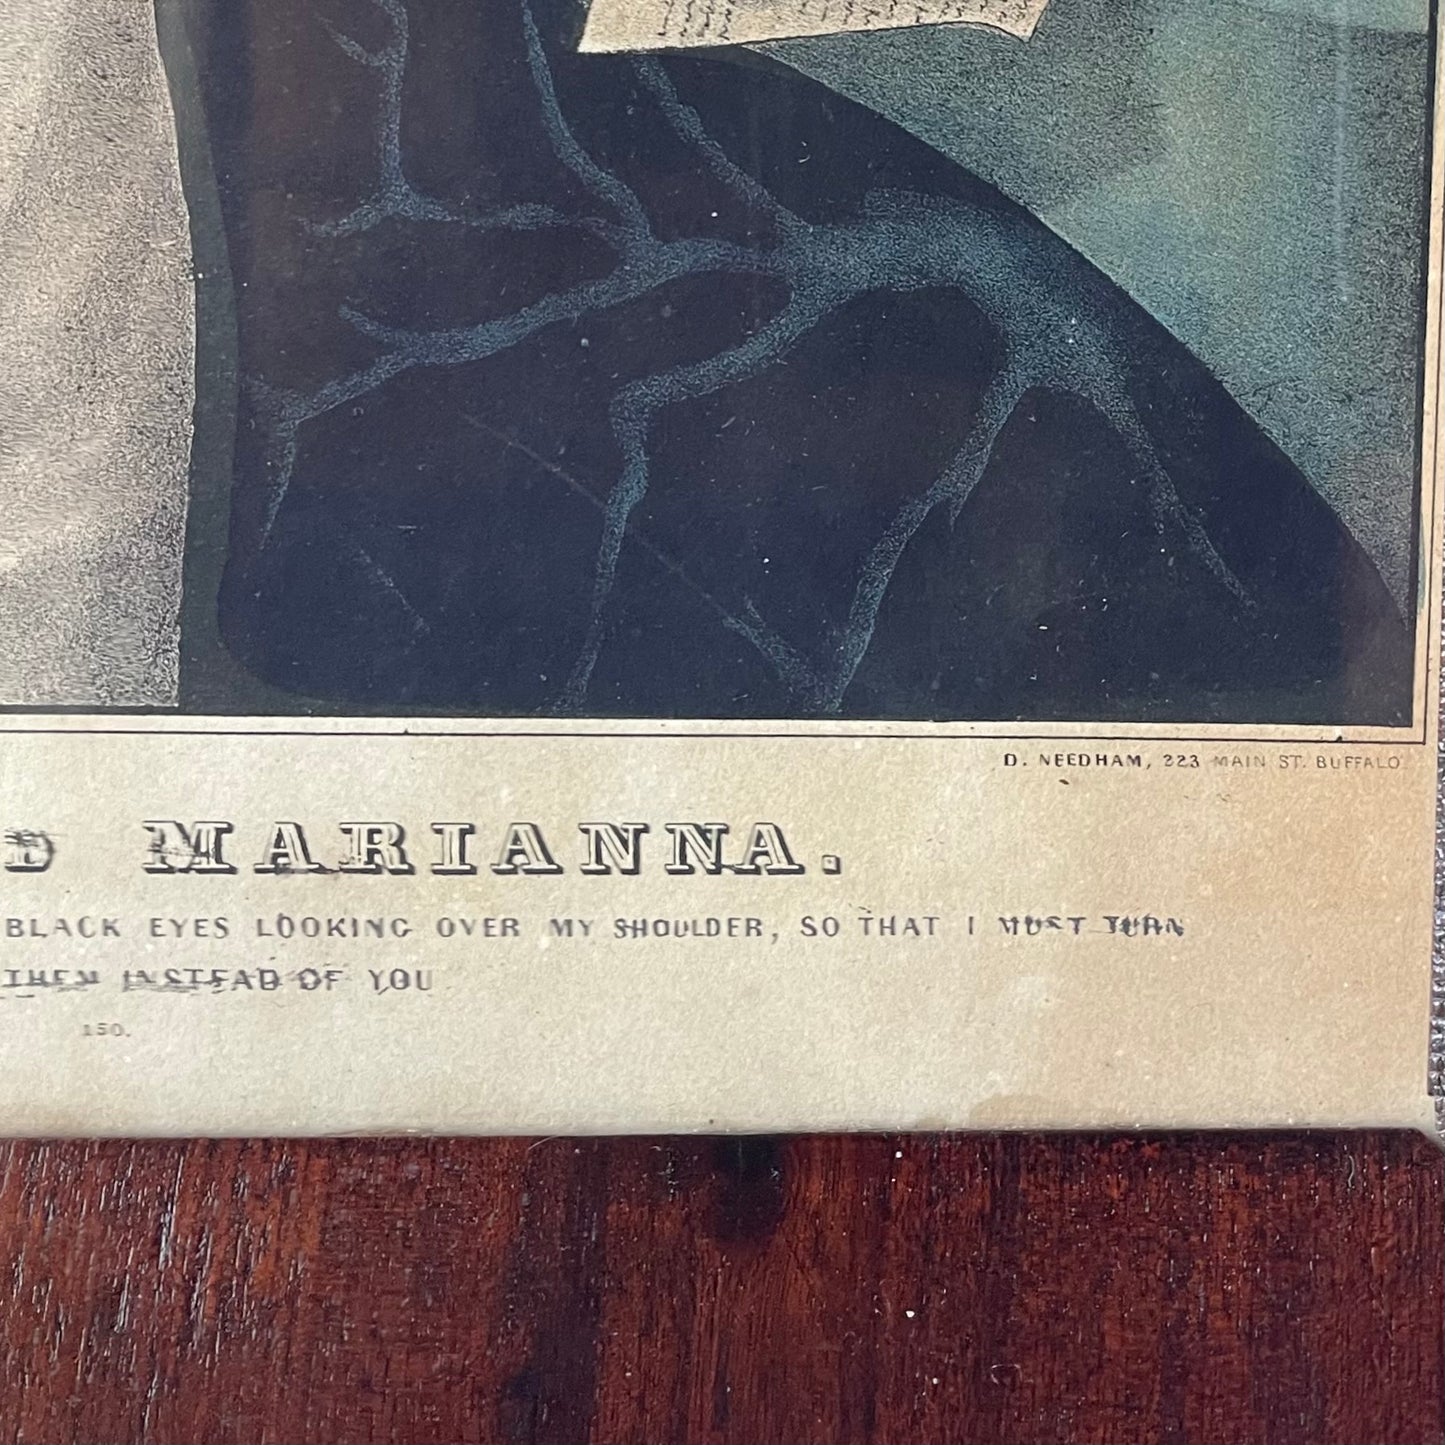 D. NEEDHAM, 223 MAIN ST. BUFFALO
D MARIANNA.
BLACK EYES LOOKING OVER MY SHOULDER, SO THAT I MUST TURN
THEM INSTEAD OF YOU
150.